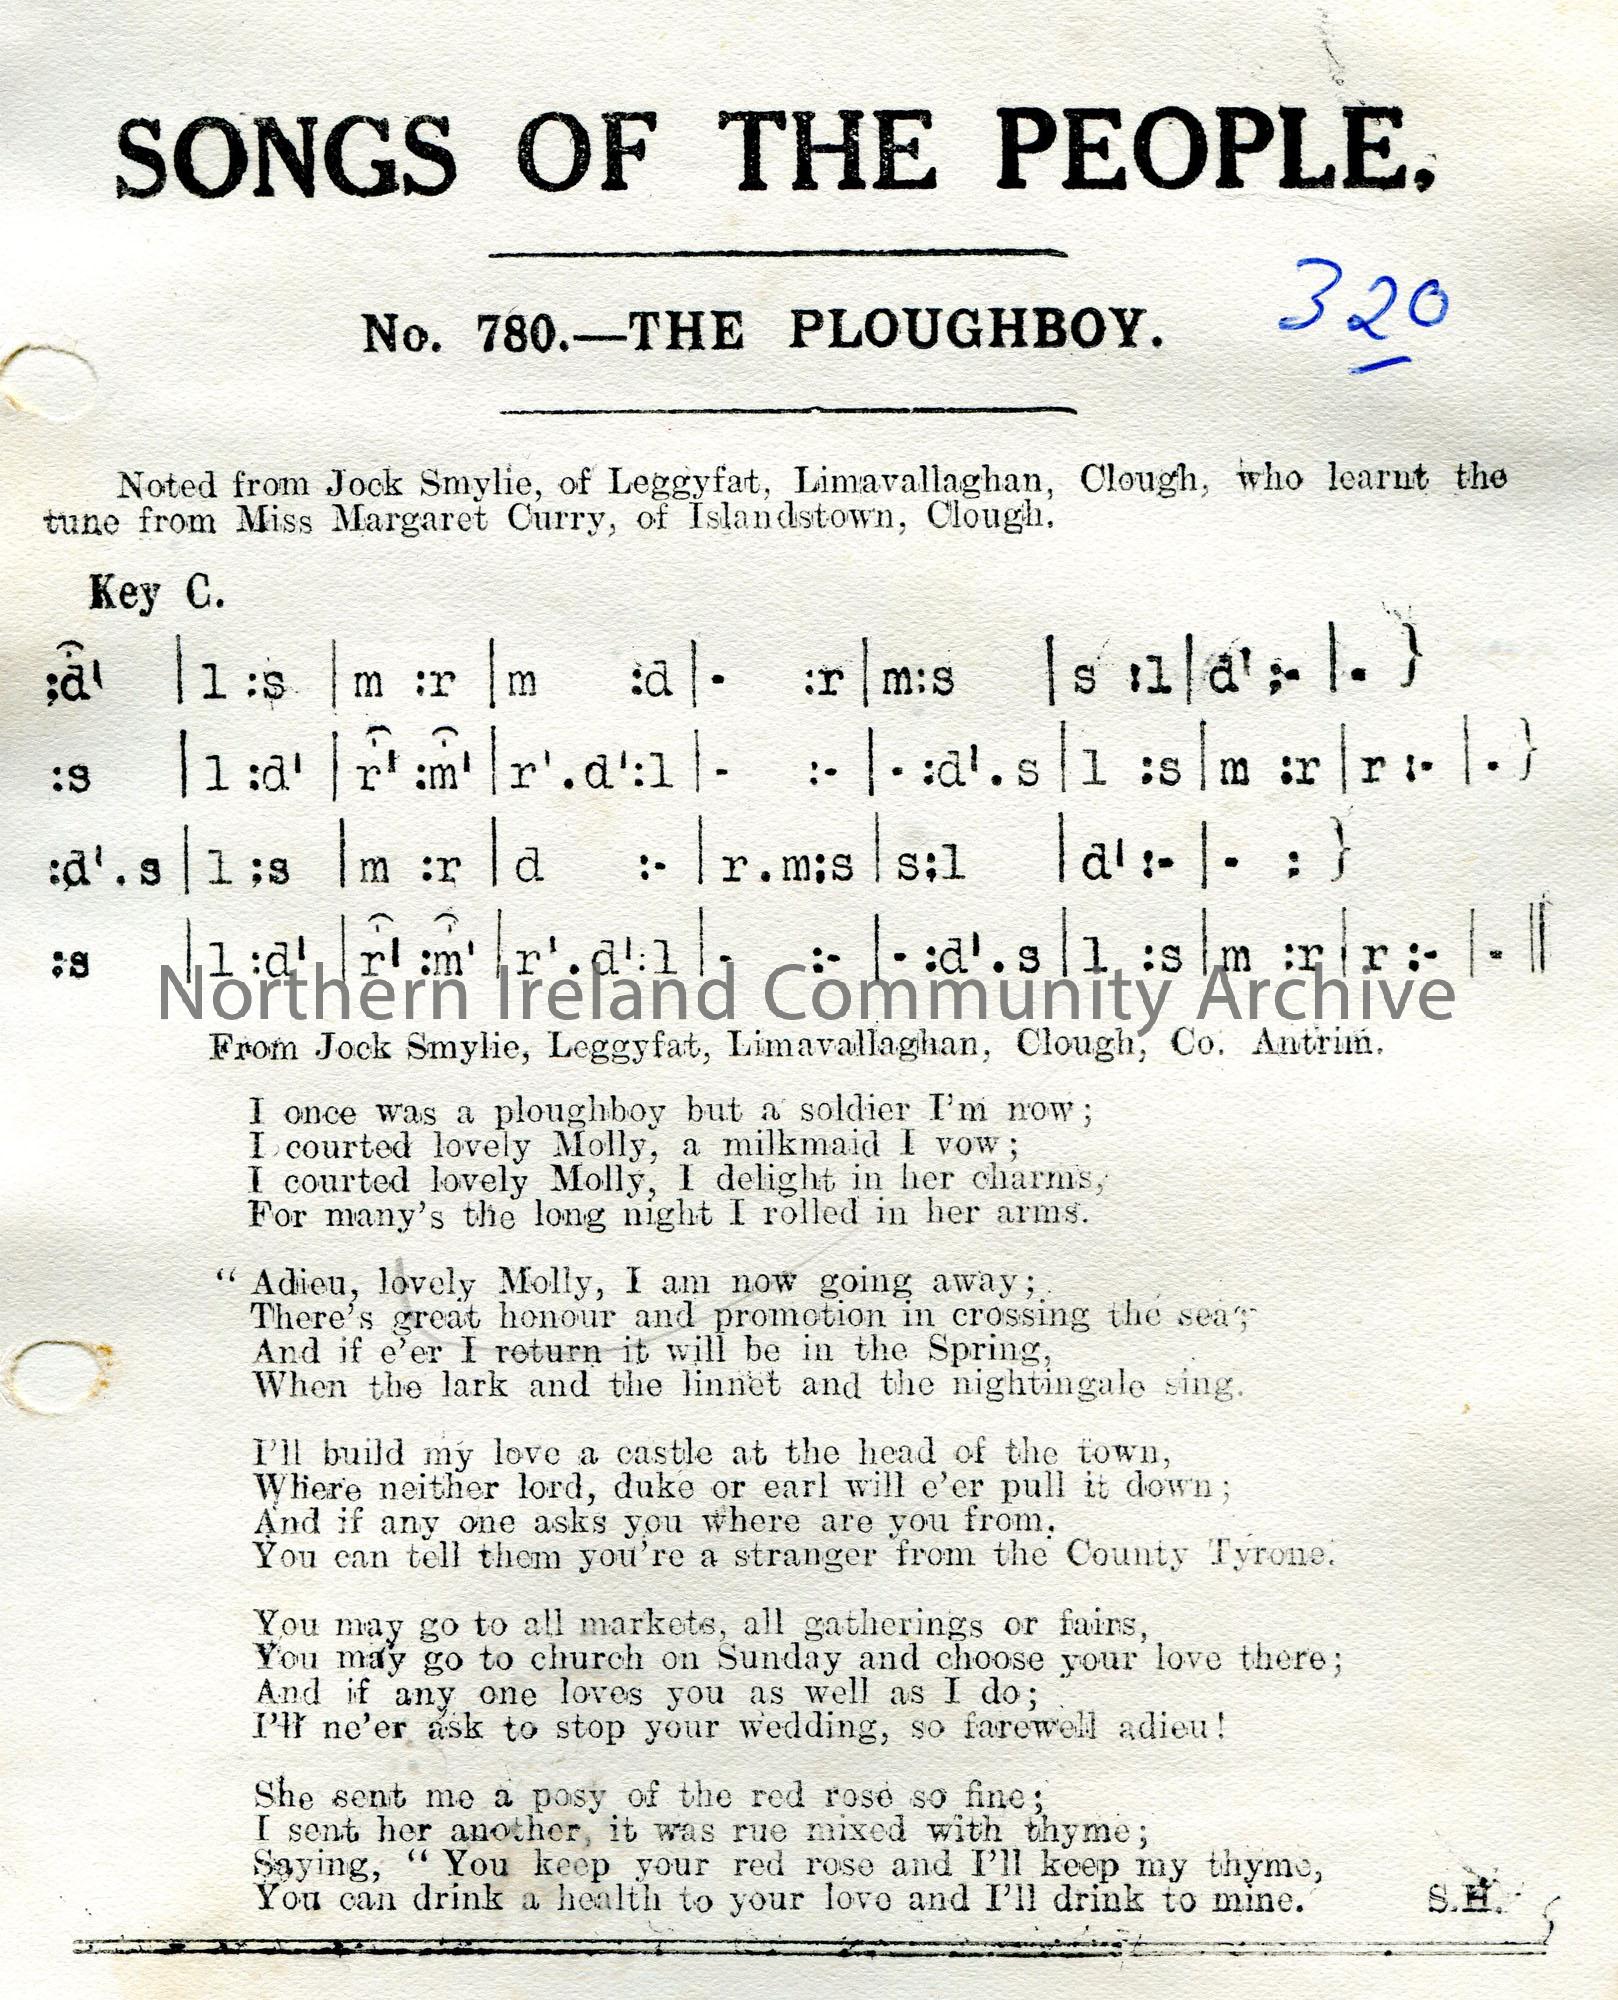 SONGS OF THE PEOPLE.
No. 780.—THE PLOUGHBOY.
320
Noted from Jock Smylie, of Leggyfat, Limavallaghan, Clough, who learnt the
tune from Miss Margaret Curry, of Islandstown, Clough.
Key C.
:d' | l :s | m :r | m :d | - :r | m:s | s :l | d' :- | - }
:s | l :d' | r' :m' | r'.d':l | - :- | - :d'.s | l :s | m :r | r :- | - }
:d'.s | l :s | m :r | d :- | r.m:s | s:l | d' :- | - : }
:s | l :d' | r' :m' | r'.d':l | - :- | - :d'.s | l :s | m :r | r :- | - ||
Northern Ireland Community Archive
From Jock Smylie, Leggyfat, Limavallaghan, Clough, Co. Antrim.
I once was a ploughboy but a soldier I'm now;
I courted lovely Molly, a milkmaid I vow;
I courted lovely Molly, I delight in her charms,
For many's the long night I rolled in her arms.
“ Adieu, lovely Molly, I am now going away;
There's great honour and promotion in crossing the sea;
And if e'er I return it will be in the Spring,
When the lark and the linnet and the nightingale sing.
I'll build my love a castle at the head of the town,
Where neither lord, duke or earl will e'er pull it down;
And if any one asks you where are you from,
You can tell them you're a stranger from the County Tyrone.
You may go to all markets, all gatherings or fairs,
You may go to church on Sunday and choose your love there;
And if any one loves you as well as I do;
I'll ne'er ask to stop your wedding, so farewell adieu!
She sent me a posy of the red rose so fine;
I sent her another, it was rue mixed with thyme;
Saying, “ You keep your red rose and I'll keep my thyme,
You can drink a health to your love and I'll drink to mine. S.H.